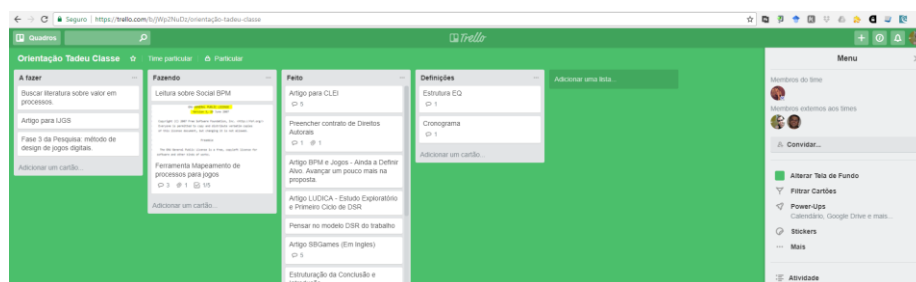 Seguro | https://trello.com/b/jWp2NuDz/orientação-tadeu-classe
Quadros
Trello
Orientação Tadeu Classe
Time particular
Particular
A fazer
Buscar literatura sobre valor em
processos.
Artigo para UGS
Fase 3 da Pesquisa: método de
design de jogos digitais.
Adicionar um cartão...
Fazendo
Leitura sobre Social BPM
Ferramenta Mapeamento de
processos para jogos
3 1 1/5
Adicionar um cartão...
Feito
Artigo para CLEI
5
Preencher contrato de Direitos
Autorais
1 1
Artigo BPM e Jogos - Ainda a Definir
Alvo. Avançar um pouco mais na
proposta.
Artigo LUDICA - Estudo Exploratório
e Primeiro Ciclo de DSR
Pensar no modelo DSR do trabalho
Artigo SBGames (Em Ingles)
5
Estruturação da Conclusão e
Definições
Estrutura EQ
1
Cronograma
1
Adicionar um cartão...
Adicionar uma lista...
Menu
Membros do time
Membros externos aos times
Convidar...
Alterar Tela de Fundo
Filtrar Cartões
Power-Ups
Calendário, Google Drive e mais...
Stickers
Mais
Atividade